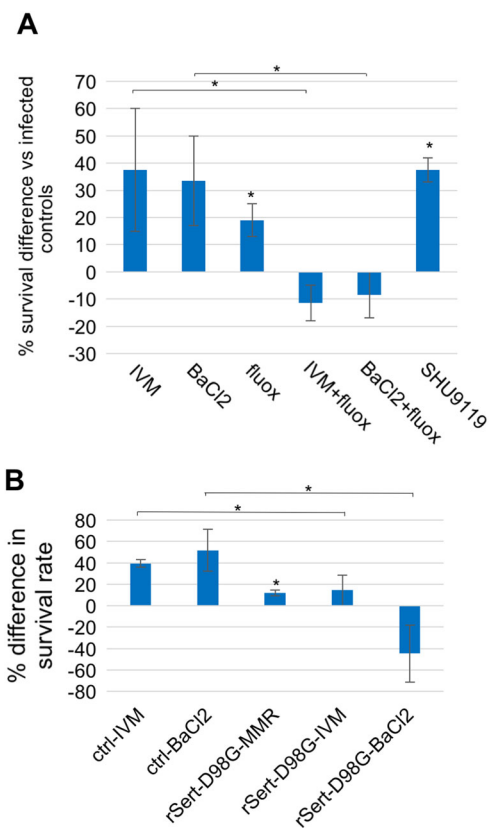 A
*
*
% survival difference vs infected
controls
70
60
50
40
30
20
10
0
-10
-20
-30
*
*
IVM
BaCl2
fluox
IVM+fluox
BaCl2+fluox
SHU9119
B
*
*
% difference in
survival rate
80
60
40
20
0
-20
-40
-60
-80
*
ctrl-IVM
ctrl-BaCl2
rSert-D98G-MMR
rSert-D98G-IVM
rSert-D98G-BaCl2